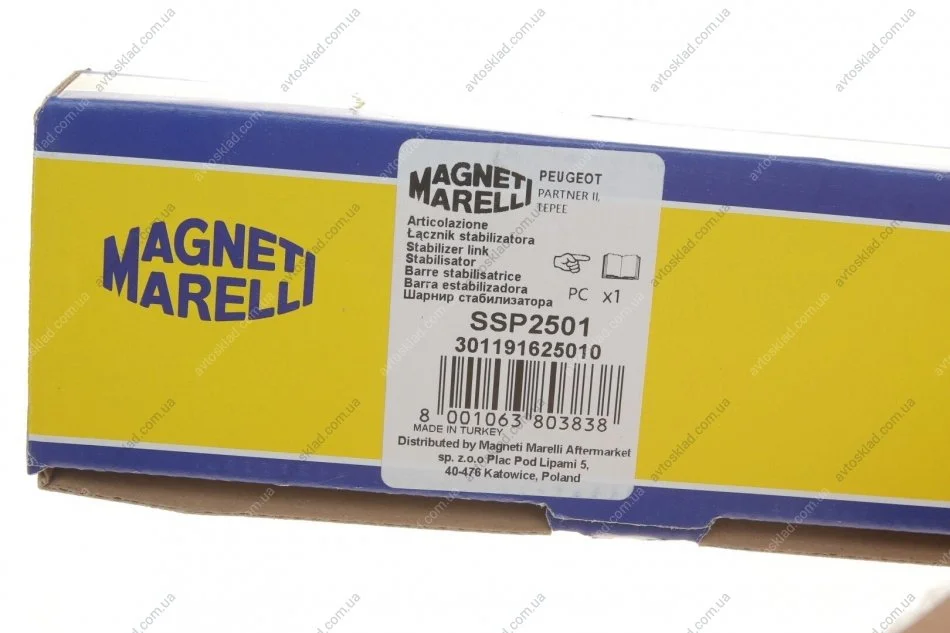 MAGNETI
MARELLI
MAGNETI
MARELLI
PEUGEOT
PARTNER II,
TEPEE
Articolazione
Łącznik stabilizatora
Stabilizer link
Stabilisator
Barre stabilisatrice
Barra estabilizadora
Шарнир стабилизатора
PC x1
SSP2501
301191625010
8 001063 803838
MADE IN TURKEY
Distributed by Magneti Marelli Aftermarket
sp. z.o.o Plac Pod Lipami 5,
40-476 Katowice, Poland
avtosklad.com.ua